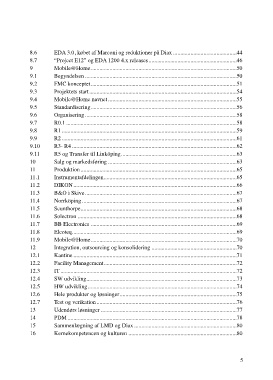 8.6 EDA 3.0, købet af Marconi og reduktioner på Diax ... 44
8.7 "Project E12" og EDA 1200 4.x releases ... 46
9 Mobile@Home ... 50
9.1 Begyndelsen ... 50
9.2 FMC konceptet ... 51
9.3 Projektets start ... 54
9.4 Mobile@Home navnet ... 55
9.5 Standardisering ... 56
9.6 Organisering ... 58
9.7 R0.1 ... 58
9.8 R1 ... 59
9.9 R2 ... 61
9.10 R3- R4 ... 62
9.11 R5 og Transfer til Linköping ... 63
10 Salg og markedsføring ... 63
11 Produktion ... 65
11.1 Instrumentafdelingen ... 65
11.2 DIKON ... 66
11.3 B&O i Skive ... 67
11.4 Norrköping ... 67
11.5 Scunthorpe ... 68
11.6 Solectron ... 68
11.7 BB Electronics ... 69
11.8 Elcoteq ... 69
11.9 Mobile@Home ... 70
12 Integration, outsourcing og konsolidering ... 70
12.1 Kantine ... 71
12.2 Facility Management ... 72
12.3 IT ... 72
12.4 SW udvikling ... 73
12.5 HW udvikling ... 74
12.6 Hele produkter og løsninger ... 75
12.7 Test og verifikation ... 76
13 Udendørs løsninger ... 77
14 PDM ... 78
15 Sammenlægning af LMD og Diax ... 80
16 Kernekompetencen og kulturen ... 80
5